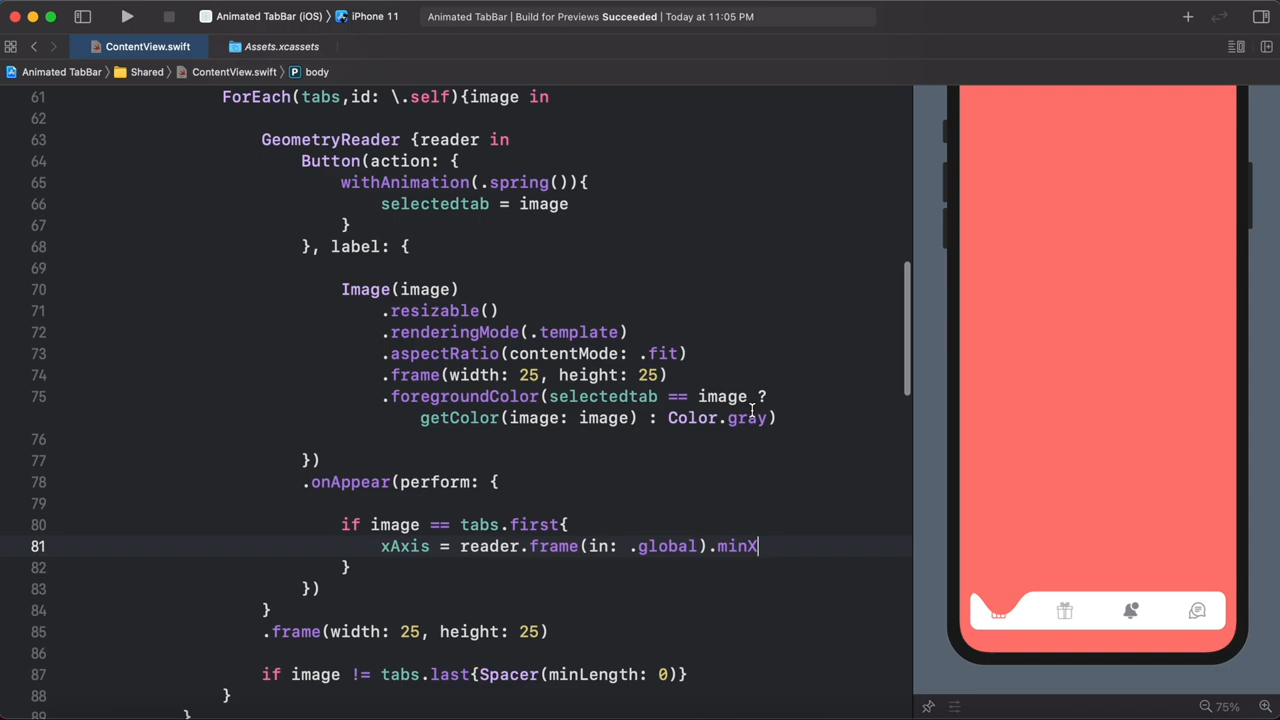 Animated TabBar (iOS) 〉 iPhone 11
Animated TabBar | Build for Previews Succeeded | Today at 11:05 PM
ContentView.swift
Assets.xcassets
Animated TabBar 〉 Shared 〉 ContentView.swift 〉 P body
61 ForEach(tabs,id: \.self){image in
62
63 GeometryReader {reader in
64 Button(action: {
65 withAnimation(.spring()){
66 selectedtab = image
67 }
68 }, label: {
69
70 Image(image)
71 .resizable()
72 .renderingMode(.template)
73 .aspectRatio(contentMode: .fit)
74 .frame(width: 25, height: 25)
75 .foregroundColor(selectedtab == image ?
getColor(image: image) : Color.gray)
76
77 })
78 .onAppear(perform: {
79
80 if image == tabs.first{
81 xAxis = reader.frame(in: .global).minX
82 }
83 })
84 }
85 .frame(width: 25, height: 25)
86
87 if image != tabs.last{Spacer(minLength: 0)}
88 }
89 }
75%